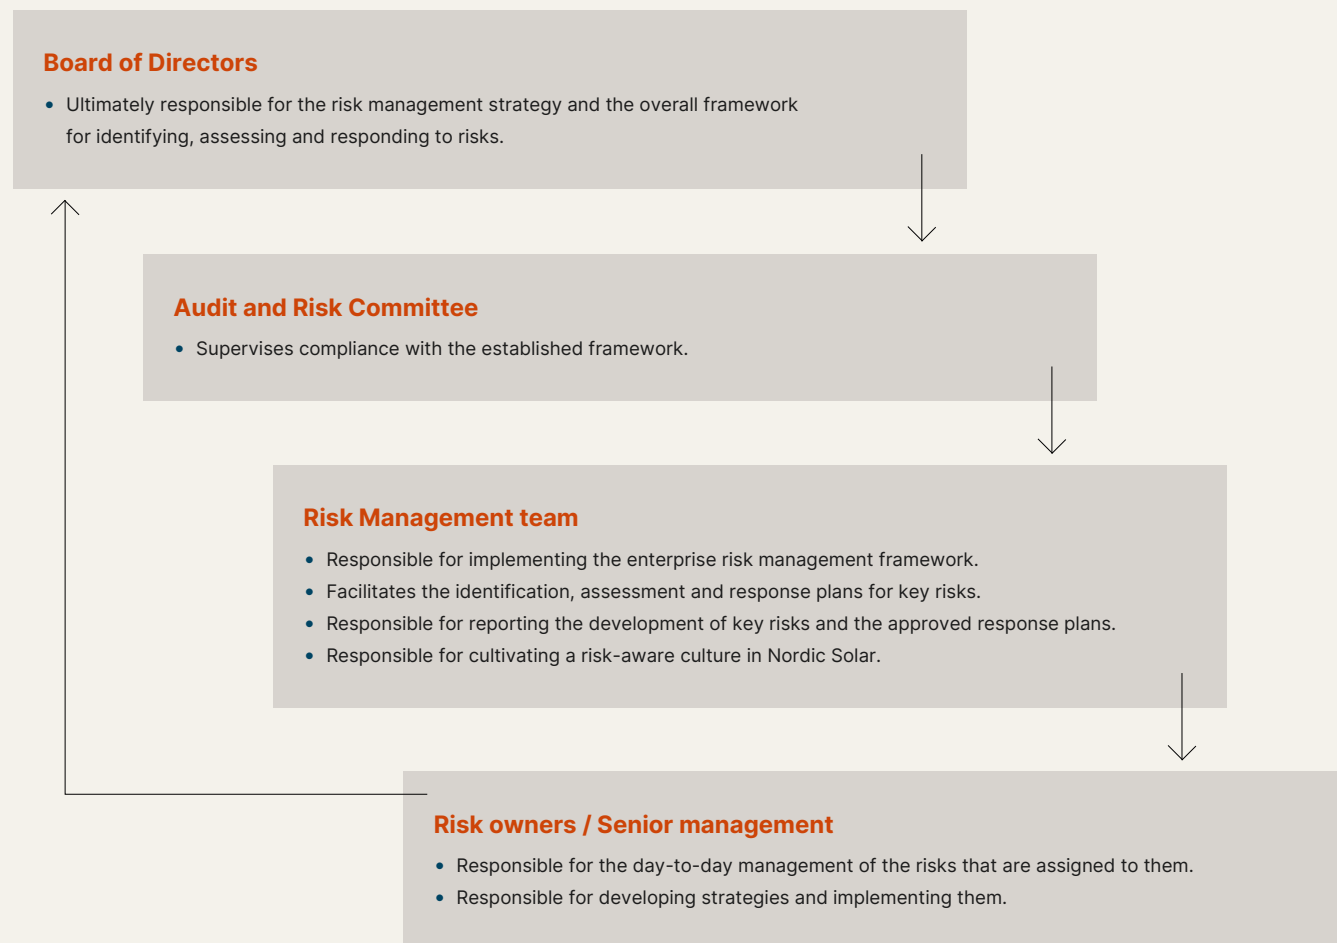 Board of Directors
• Ultimately responsible for the risk management strategy and the overall framework
for identifying, assessing and responding to risks.
Audit and Risk Committee
• Supervises compliance with the established framework.
Risk Management team
• Responsible for implementing the enterprise risk management framework.
• Facilitates the identification, assessment and response plans for key risks.
• Responsible for reporting the development of key risks and the approved response plans.
• Responsible for cultivating a risk-aware culture in Nordic Solar.
Risk owners / Senior management
• Responsible for the day-to-day management of the risks that are assigned to them.
• Responsible for developing strategies and implementing them.